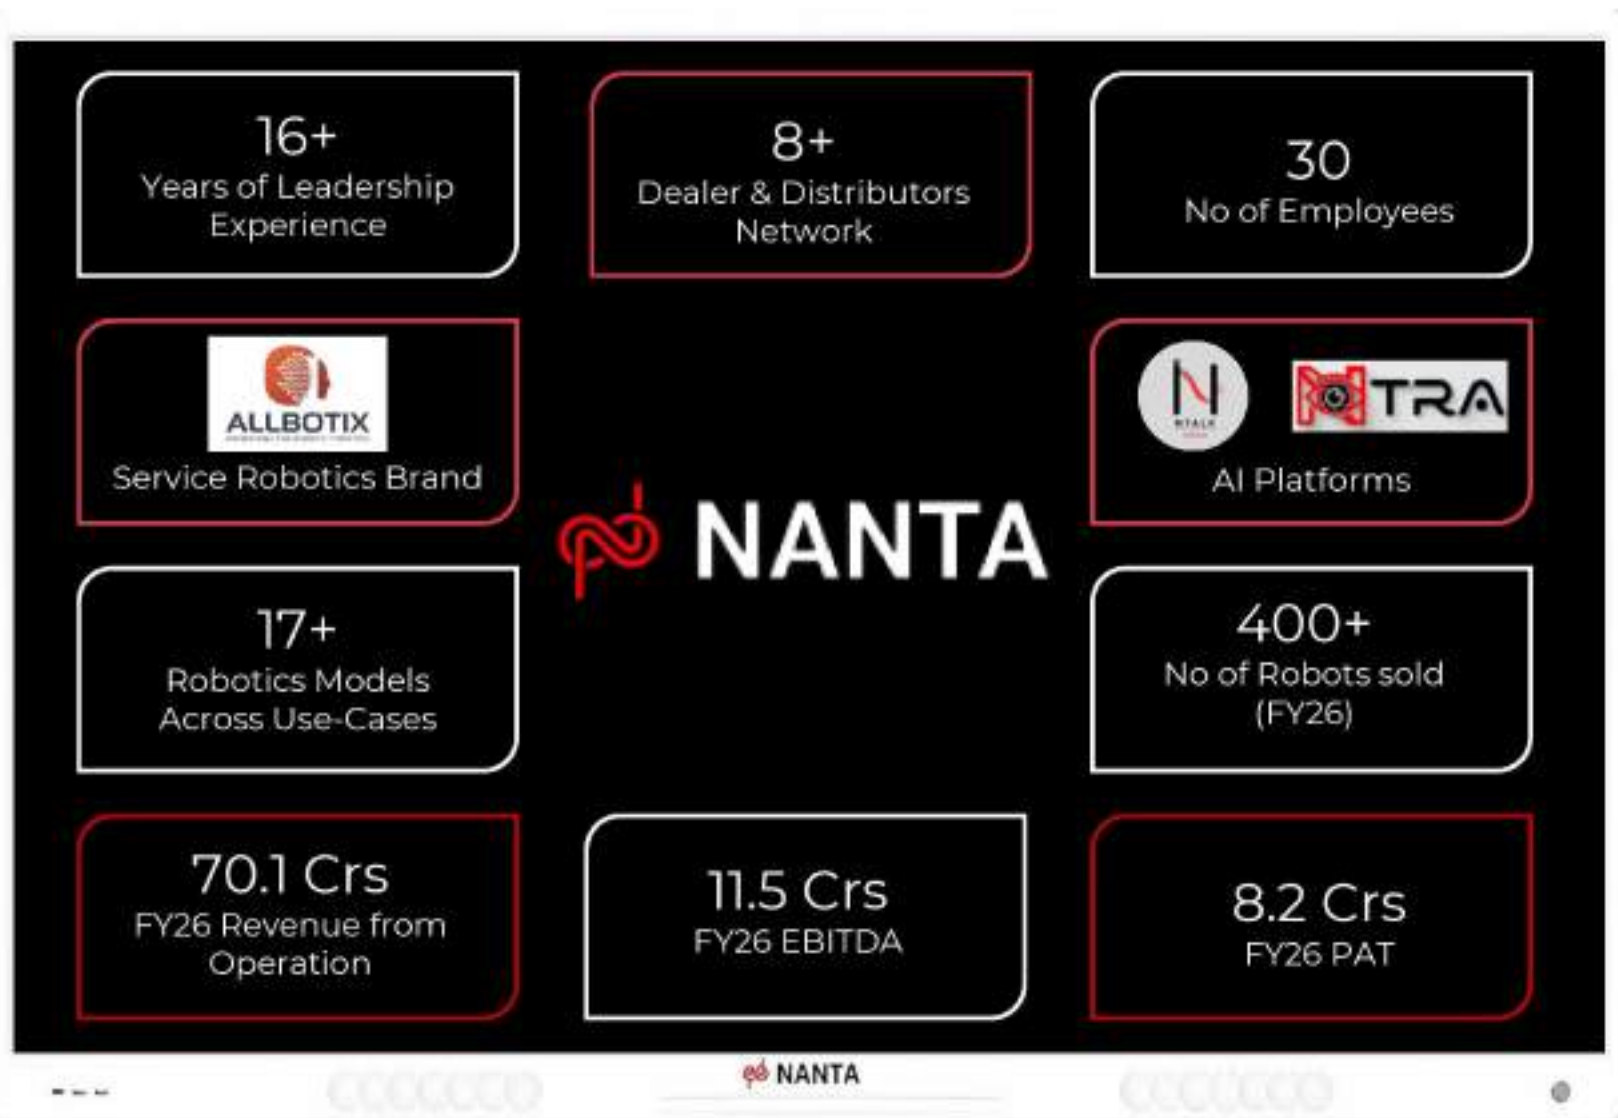 16+
Years of Leadership
Experience
8+
Dealer & Distributors
Network
30
No of Employees
ALLBOTIX
Service Robotics Brand
NTALK
TRA
AI Platforms
NANTA
17+
Robotics Models
Across Use-Cases
400+
No of Robots sold
(FY26)
70.1 Crs
FY26 Revenue from
Operation
11.5 Crs
FY26 EBITDA
8.2 Crs
FY26 PAT
NANTA